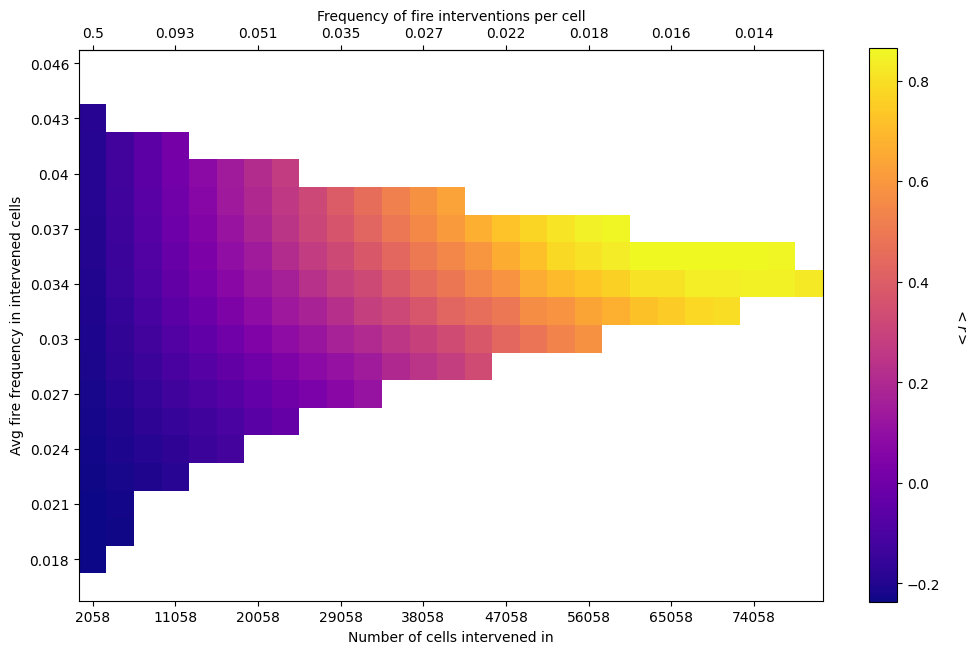 Frequency of fire interventions per cell
0.5 0.093 0.051 0.035 0.027 0.022 0.018 0.016 0.014
Avg fire frequency in intervened cells
0.046
0.043
0.04
0.037
0.034
0.03
0.027
0.024
0.021
0.018
2058 11058 20058 29058 38058 47058 56058 65058 74058
Number of cells intervened in
0.8
0.6
0.4
0.2
0.0
−0.2
< r >